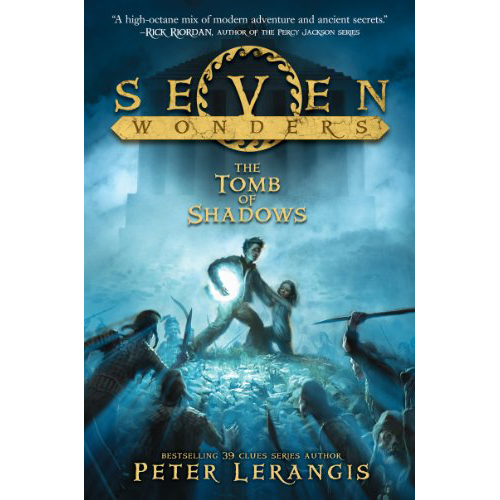 “A high-octane mix of modern adventure and ancient secrets.”
—Rick Riordan, author of the Percy Jackson series
SEVEN
WONDERS
THE
TOMB
OF
SHADOWS
BESTSELLING 39 CLUES SERIES AUTHOR
PETER LERANGIS